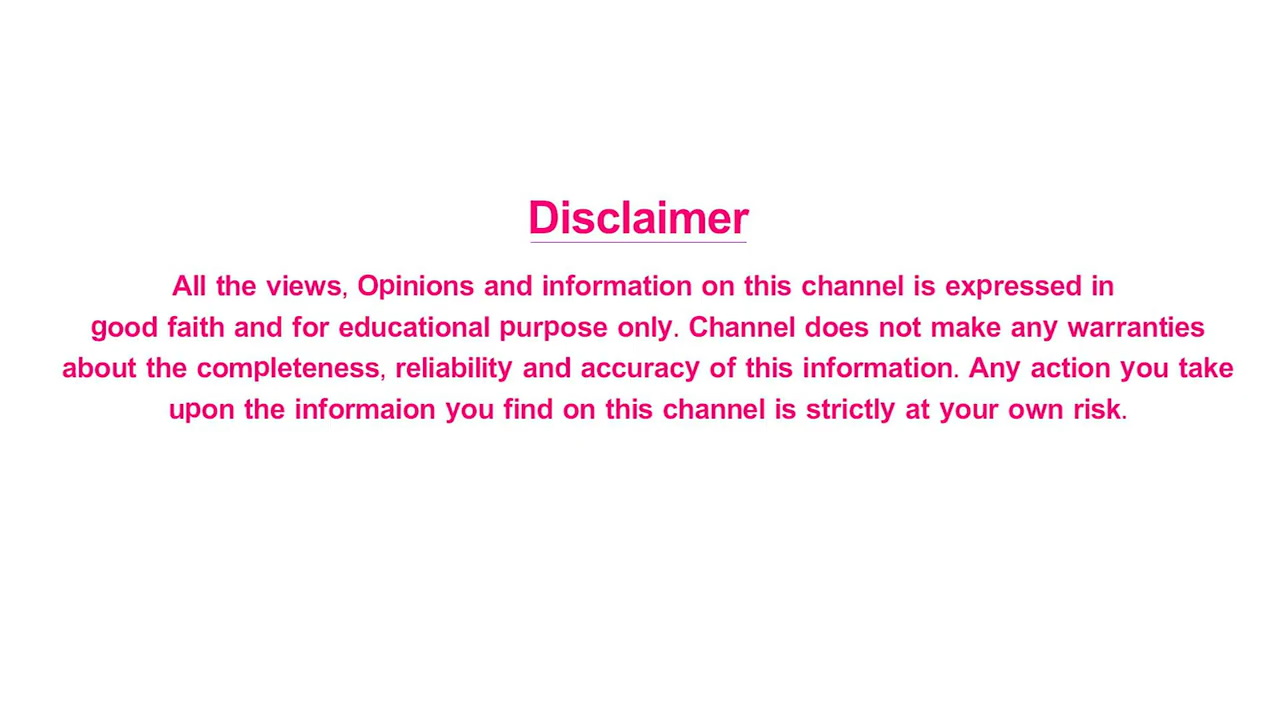 Disclaimer
All the views, Opinions and information on this channel is expressed in
good faith and for educational purpose only. Channel does not make any warranties
about the completeness, reliability and accuracy of this information. Any action you take
upon the informaion you find on this channel is strictly at your own risk.